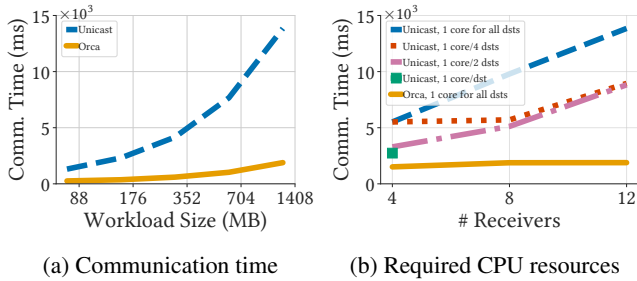 ×10³
15
10
5
0
Comm. Time (ms)
Unicast
Orca
88 176 352 704 1408
Workload Size (MB)
(a) Communication time
×10³
15
10
5
0
Comm. Time (ms)
Unicast, 1 core for all dsts
Unicast, 1 core/4 dsts
Unicast, 1 core/2 dsts
Unicast, 1 core/dst
Orca, 1 core for all dsts
4 8 12
# Receivers
(b) Required CPU resources